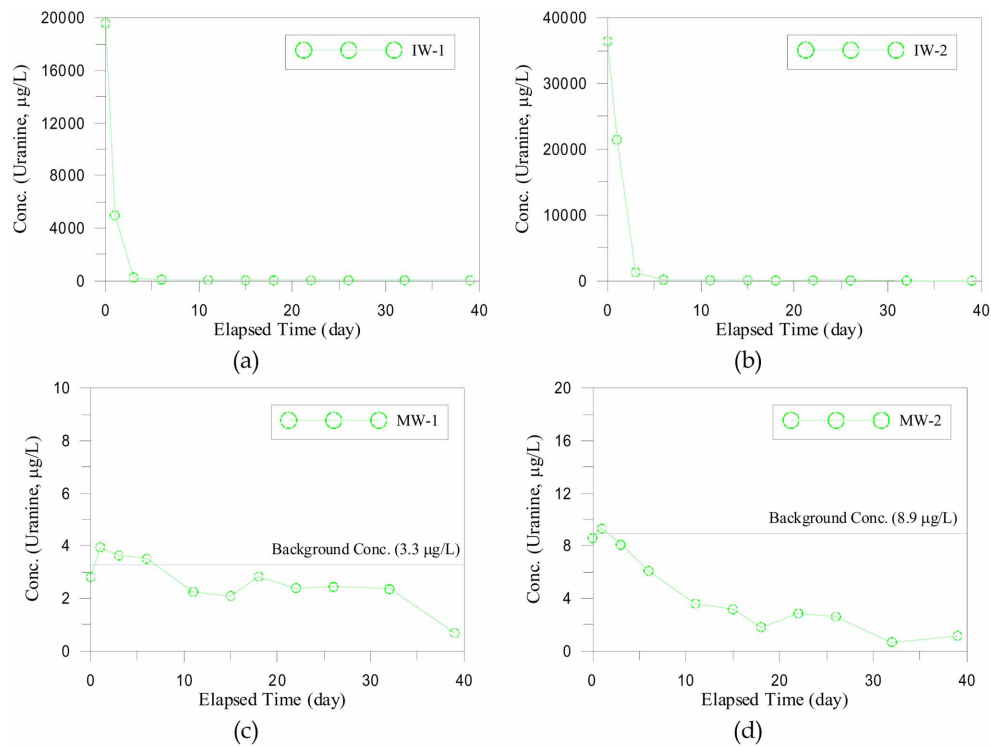 20000
16000
12000
8000
4000
0
Conc. (Uranine, µg/L)
IW-1
0 10 20 30 40
Elapsed Time (day)
(a)
40000
30000
20000
10000
0
Conc. (Uranine, µg/L)
IW-2
0 10 20 30 40
Elapsed Time (day)
(b)
10
8
6
4
2
0
Conc. (Uranine, µg/L)
MW-1
Background Conc. (3.3 µg/L)
0 10 20 30 40
Elapsed Time (day)
(c)
20
16
12
8
4
0
Conc. (Uranine, µg/L)
MW-2
Background Conc. (8.9 µg/L)
0 10 20 30 40
Elapsed Time (day)
(d)